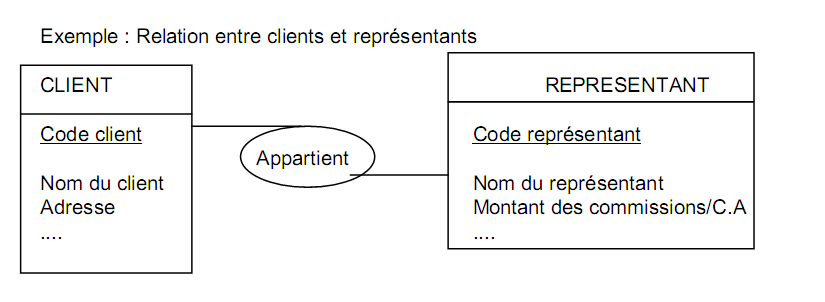 Exemple : Relation entre clients et représentants
CLIENT
Code client
Nom du client
Adresse
....
Appartient
REPRESENTANT
Code représentant
Nom du représentant
Montant des commissions/C.A
....